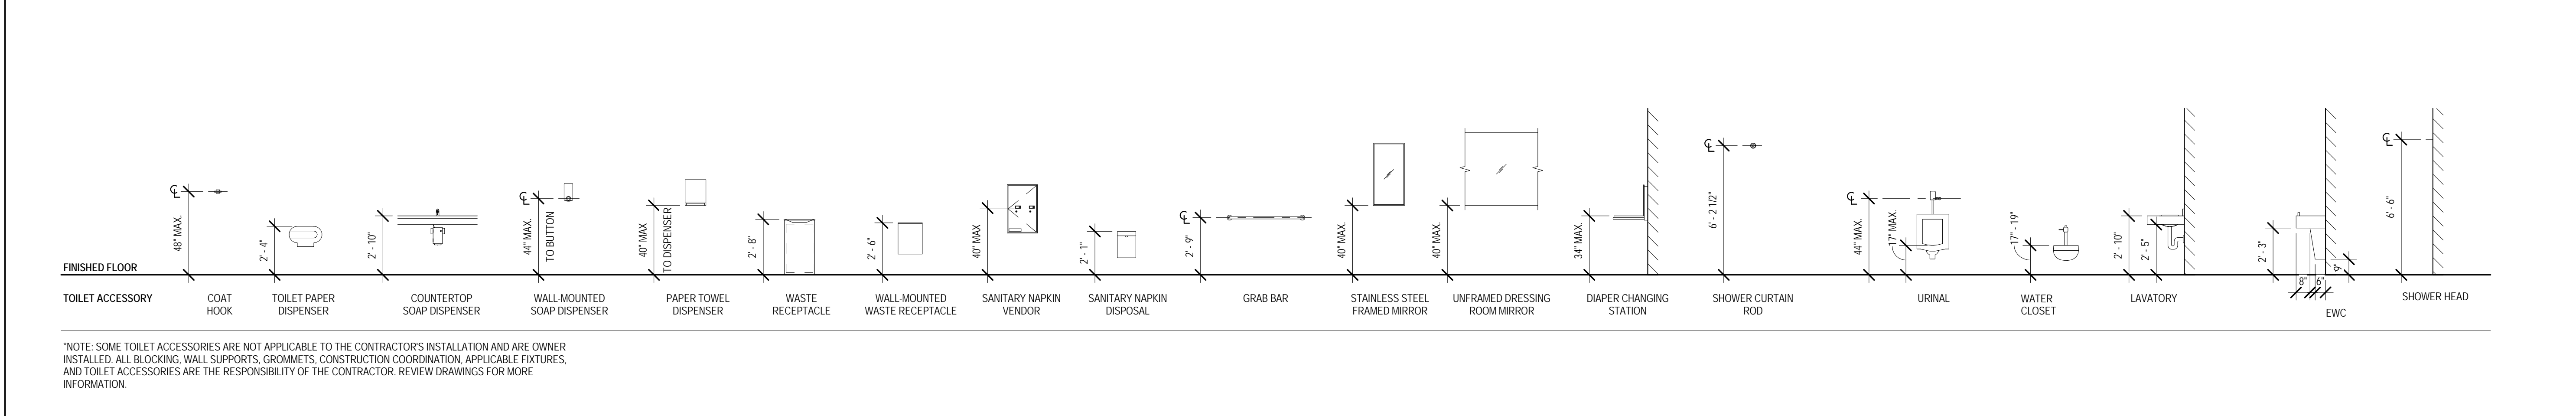 ℄
48" MAX.
2' - 4"
2' - 10"
℄
44" MAX.
TO BUTTON
40" MAX
TO DISPENSER
2' - 8"
2' - 6"
40" MAX
2' - 1"
℄
2' - 9"
40" MAX.
40" MAX.
34" MAX.
℄
6' - 2 1/2"
℄
44" MAX.
17" MAX.
17" - 19"
2' - 10"
2' - 5"
2' - 3"
8"
6"
9"
℄
6' - 6"
FINISHED FLOOR
TOILET ACCESSORY
COAT
HOOK
TOILET PAPER
DISPENSER
COUNTERTOP
SOAP DISPENSER
WALL-MOUNTED
SOAP DISPENSER
PAPER TOWEL
DISPENSER
WASTE
RECEPTACLE
WALL-MOUNTED
WASTE RECEPTACLE
SANITARY NAPKIN
VENDOR
SANITARY NAPKIN
DISPOSAL
GRAB BAR
STAINLESS STEEL
FRAMED MIRROR
UNFRAMED DRESSING
ROOM MIRROR
DIAPER CHANGING
STATION
SHOWER CURTAIN
ROD
URINAL
WATER
CLOSET
LAVATORY
EWC
SHOWER HEAD
*NOTE: SOME TOILET ACCESSORIES ARE NOT APPLICABLE TO THE CONTRACTOR'S INSTALLATION AND ARE OWNER
INSTALLED. ALL BLOCKING, WALL SUPPORTS, GROMMETS, CONSTRUCTION COORDINATION, APPLICABLE FIXTURES,
AND TOILET ACCESSORIES ARE THE RESPONSIBILITY OF THE CONTRACTOR. REVIEW DRAWINGS FOR MORE
INFORMATION.